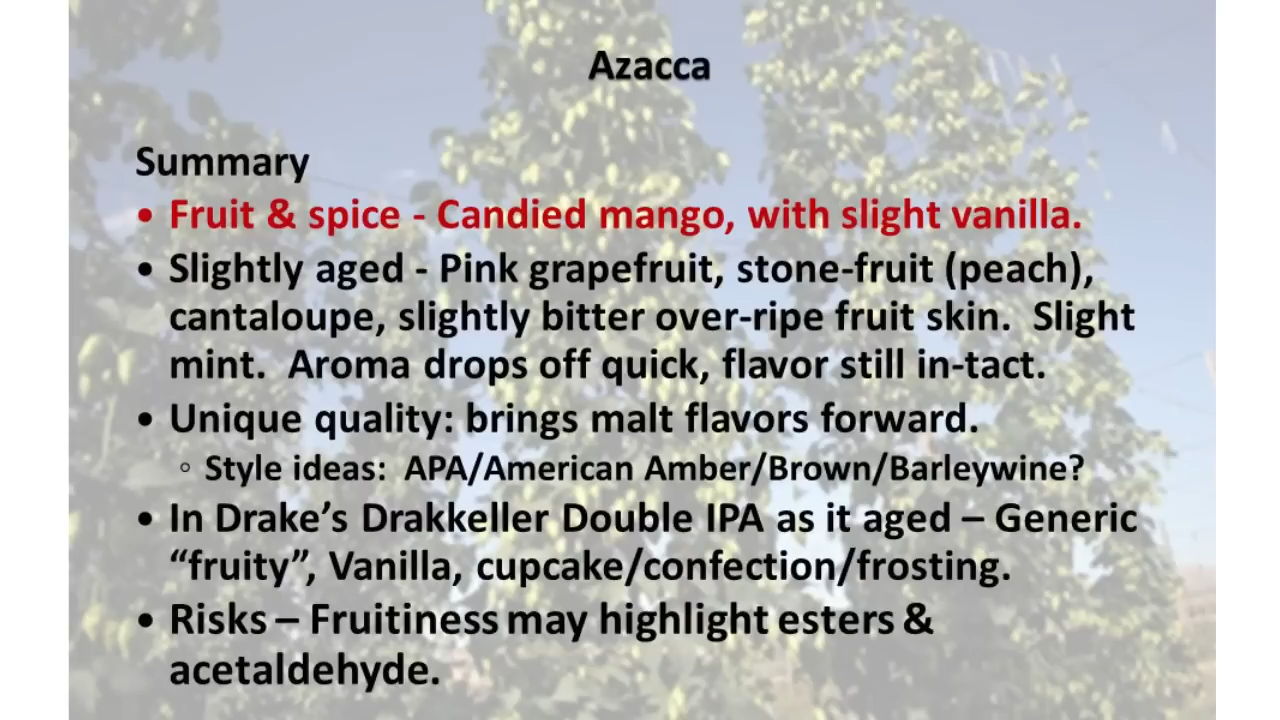 Azacca
Summary
• Fruit & spice - Candied mango, with slight vanilla.
• Slightly aged - Pink grapefruit, stone-fruit (peach),
cantaloupe, slightly bitter over-ripe fruit skin.  Slight
mint.  Aroma drops off quick, flavor still in-tact.
• Unique quality: brings malt flavors forward.
◦ Style ideas:  APA/American Amber/Brown/Barleywine?
• In Drake’s Drakkeller Double IPA as it aged – Generic
“fruity”, Vanilla, cupcake/confection/frosting.
• Risks – Fruitiness may highlight esters &
acetaldehyde.